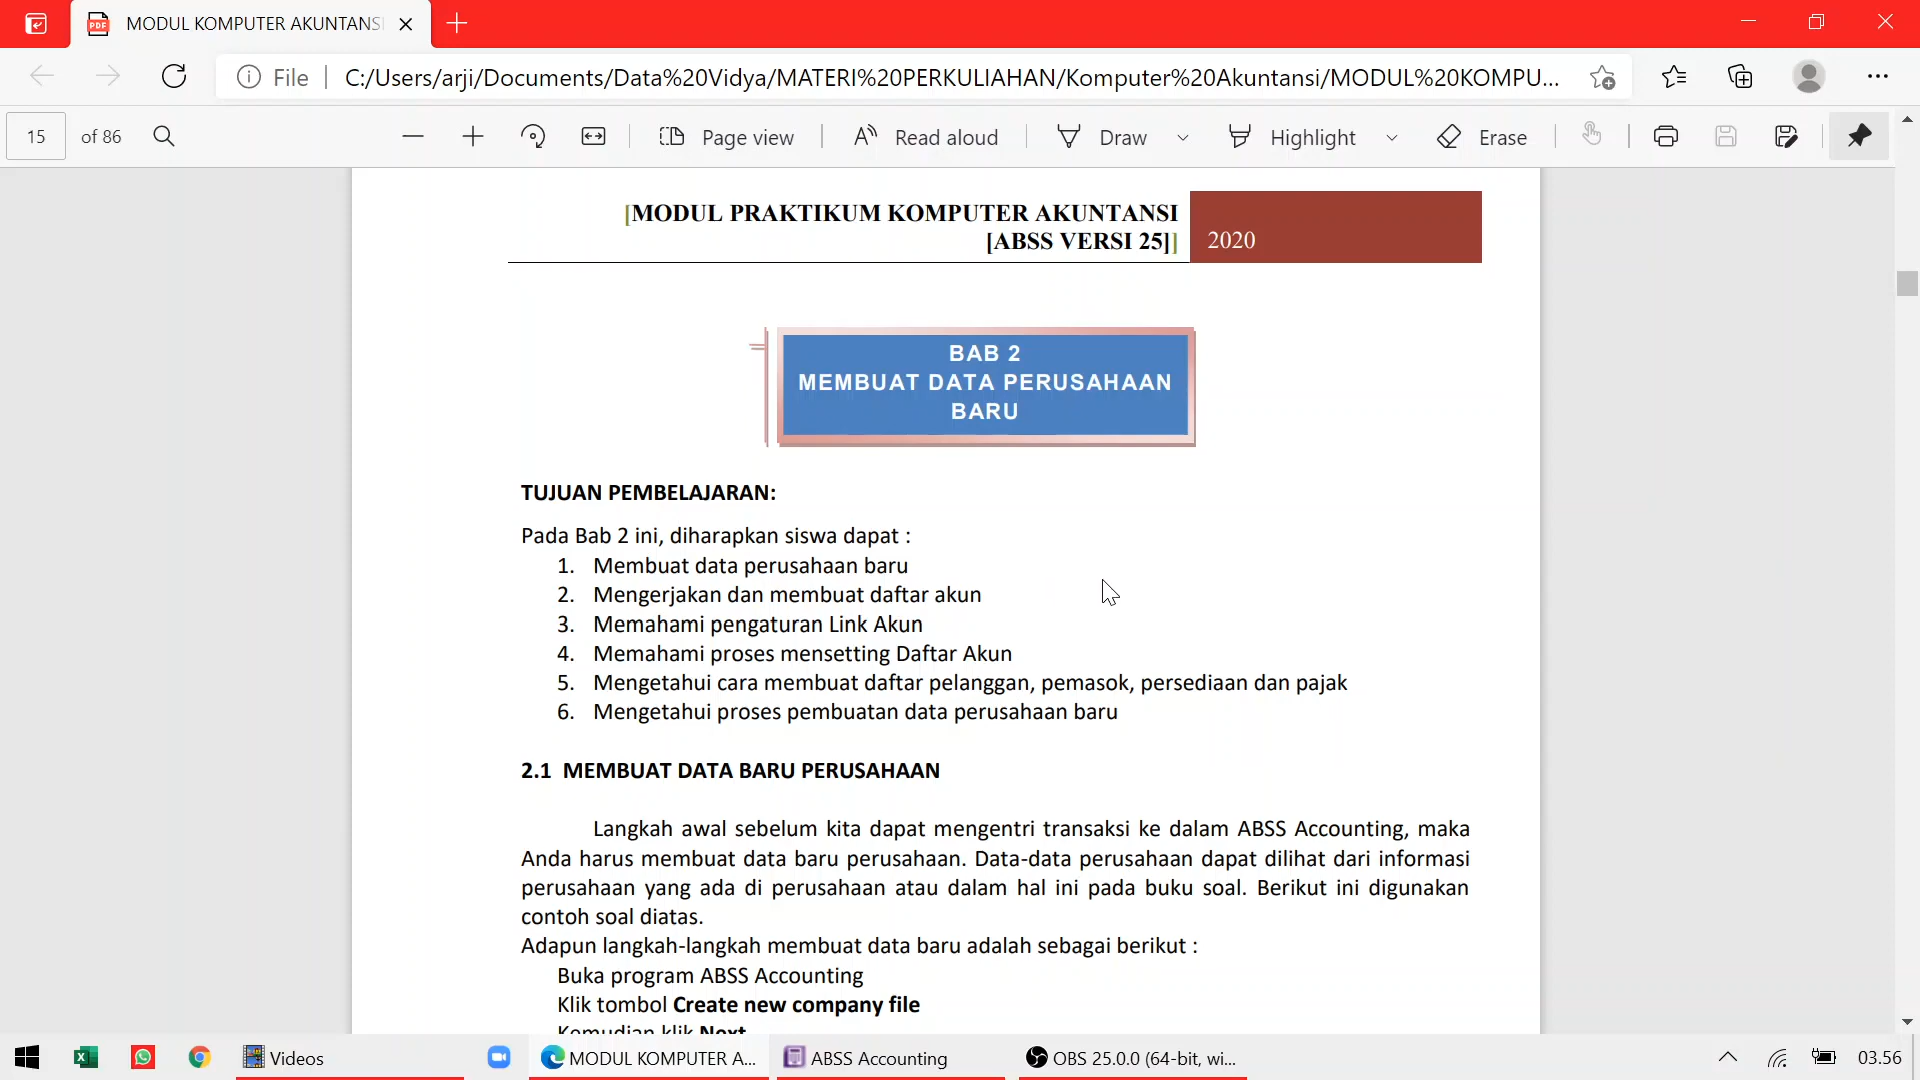 MODUL KOMPUTER AKUNTANS
File
C:/Users/arji/Documents/Data%20Vidya/MATERI%20PERKULIAHAN/Komputer%20Akuntansi/MODUL%20KOMPU...
15 of 86
Page view
Read aloud
Draw
Highlight
Erase
[MODUL PRAKTIKUM KOMPUTER AKUNTANSI
[ABSS VERSI 25]]
2020
BAB 2
MEMBUAT DATA PERUSAHAAN
BARU
TUJUAN PEMBELAJARAN:
Pada Bab 2 ini, diharapkan siswa dapat :
1. Membuat data perusahaan baru
2. Mengerjakan dan membuat daftar akun
3. Memahami pengaturan Link Akun
4. Memahami proses mensetting Daftar Akun
5. Mengetahui cara membuat daftar pelanggan, pemasok, persediaan dan pajak
6. Mengetahui proses pembuatan data perusahaan baru
2.1 MEMBUAT DATA BARU PERUSAHAAN
Langkah awal sebelum kita dapat mengentri transaksi ke dalam ABSS Accounting, maka
Anda harus membuat data baru perusahaan. Data-data perusahaan dapat dilihat dari informasi
perusahaan yang ada di perusahaan atau dalam hal ini pada buku soal. Berikut ini digunakan
contoh soal diatas.
Adapun langkah-langkah membuat data baru adalah sebagai berikut :
Buka program ABSS Accounting
Klik tombol Create new company file
Kemudian klik Next
Videos
MODUL KOMPUTER A...
ABSS Accounting
OBS 25.0.0 (64-bit, wi...
03.56